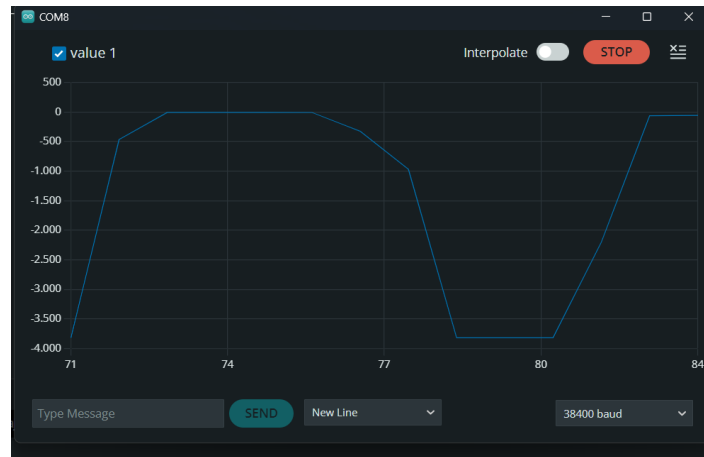 COM8
value 1
Interpolate
STOP
500
0
-500
-1.000
-1.500
-2.000
-2.500
-3.000
-3.500
-4.000
71 74 77 80 84
Type Message
SEND
New Line
38400 baud